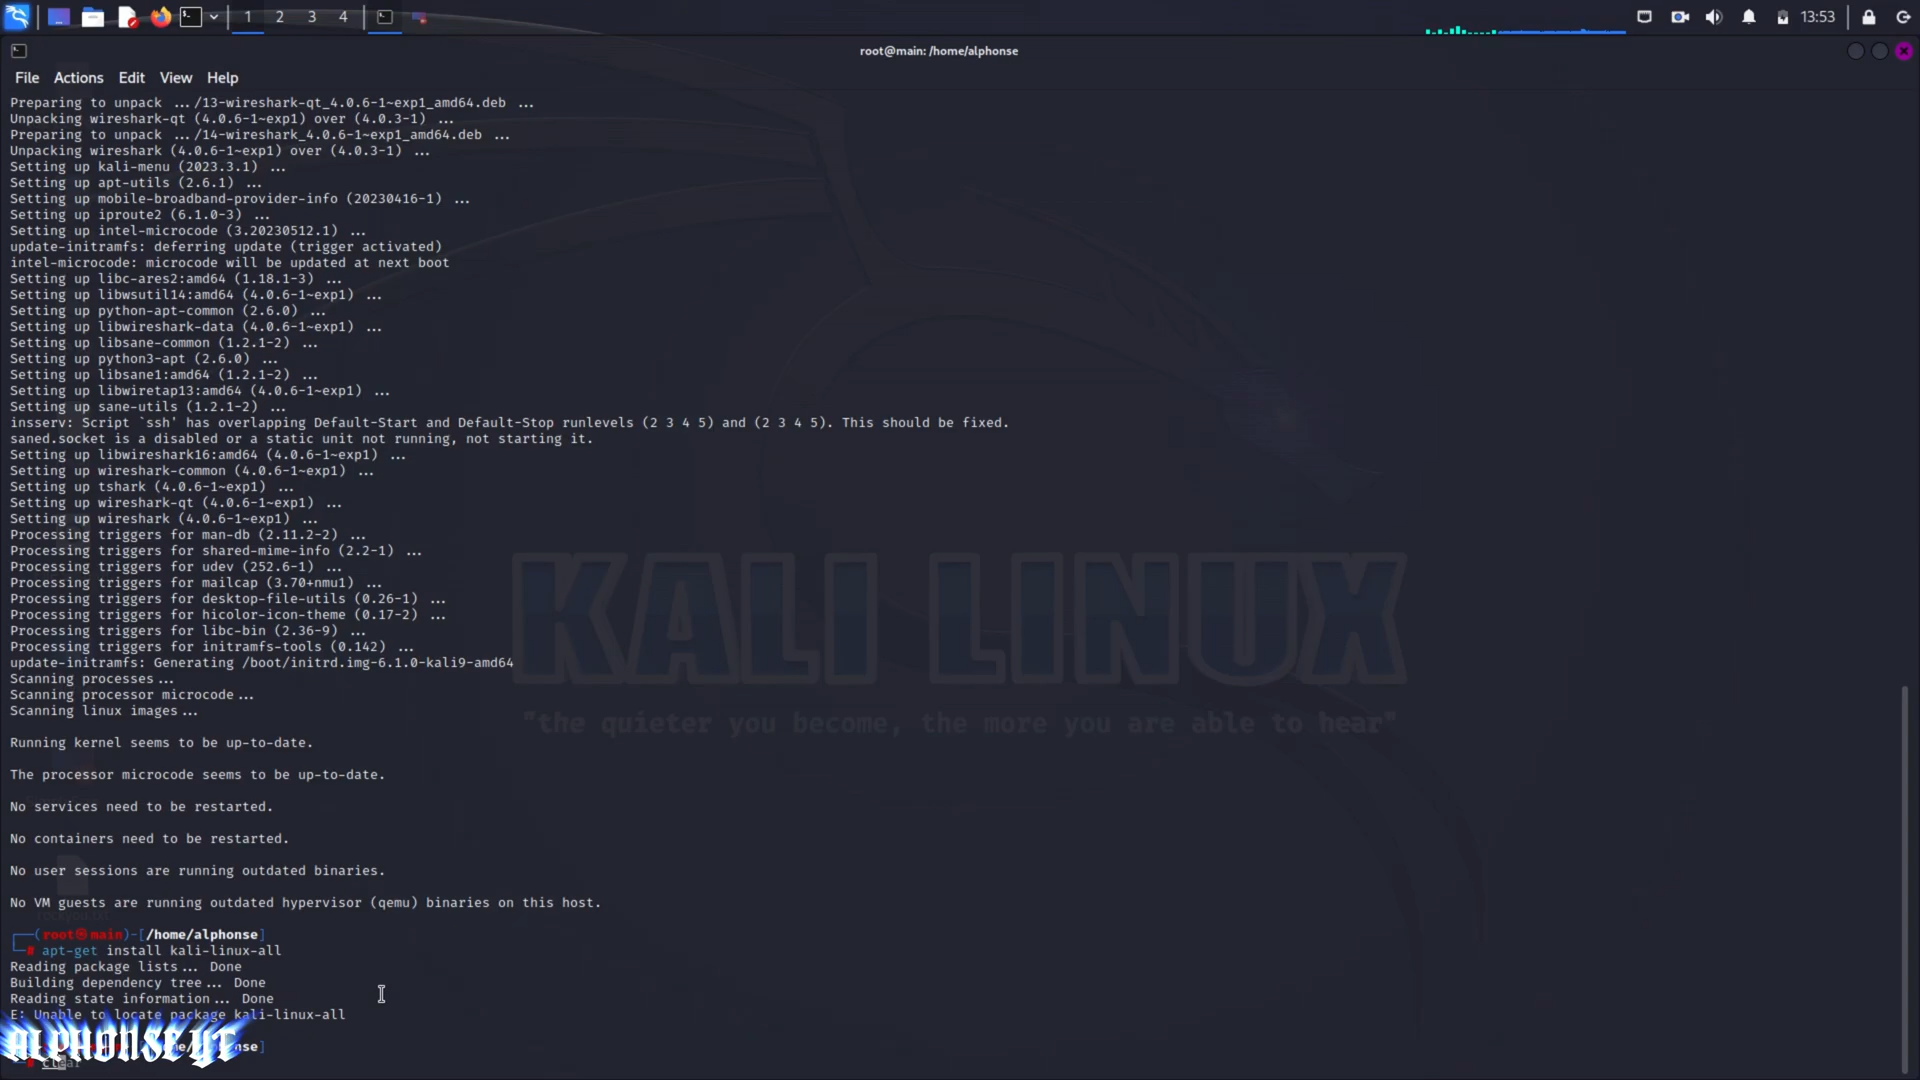 1 2 3 4
13:53
root@main: /home/alphonse
File Actions Edit View Help
Preparing to unpack .../13-wireshark-qt_4.0.6-1~exp1_amd64.deb ...
Unpacking wireshark-qt (4.0.6-1~exp1) over (4.0.3-1) ...
Preparing to unpack .../14-wireshark_4.0.6-1~exp1_amd64.deb ...
Unpacking wireshark (4.0.6-1~exp1) over (4.0.3-1) ...
Setting up kali-menu (2023.3.1) ...
Setting up apt-utils (2.6.1) ...
Setting up mobile-broadband-provider-info (20230416-1) ...
Setting up iproute2 (6.1.0-3) ...
Setting up intel-microcode (3.20230512.1) ...
update-initramfs: deferring update (trigger activated)
intel-microcode: microcode will be updated at next boot
Setting up libc-ares2:amd64 (1.18.1-3) ...
Setting up libwsutil14:amd64 (4.0.6-1~exp1) ...
Setting up python-apt-common (2.6.0) ...
Setting up libwireshark-data (4.0.6-1~exp1) ...
Setting up libsane-common (1.2.1-2) ...
Setting up python3-apt (2.6.0) ...
Setting up libsane1:amd64 (1.2.1-2) ...
Setting up libwiretap13:amd64 (4.0.6-1~exp1) ...
Setting up sane-utils (1.2.1-2) ...
insserv: Script `ssh' has overlapping Default-Start and Default-Stop runlevels (2 3 4 5) and (2 3 4 5). This should be fixed.
saned.socket is a disabled or a static unit not running, not starting it.
Setting up libwireshark16:amd64 (4.0.6-1~exp1) ...
Setting up wireshark-common (4.0.6-1~exp1) ...
Setting up tshark (4.0.6-1~exp1) ...
Setting up wireshark-qt (4.0.6-1~exp1) ...
Setting up wireshark (4.0.6-1~exp1) ...
Processing triggers for man-db (2.11.2-2) ...
Processing triggers for shared-mime-info (2.2-1) ...
Processing triggers for udev (252.6-1) ...
Processing triggers for mailcap (3.70+nmu1) ...
Processing triggers for desktop-file-utils (0.26-1) ...
Processing triggers for hicolor-icon-theme (0.17-2) ...
Processing triggers for libc-bin (2.36-9) ...
Processing triggers for initramfs-tools (0.142) ...
update-initramfs: Generating /boot/initrd.img-6.1.0-kali9-amd64
Scanning processes...
Scanning processor microcode...
Scanning linux images...
KALI LINUX
"the quieter you become, the more you are able to hear"
Running kernel seems to be up-to-date.
The processor microcode seems to be up-to-date.
No services need to be restarted.
No containers need to be restarted.
No user sessions are running outdated binaries.
No VM guests are running outdated hypervisor (qemu) binaries on this host.
rockyou.txt
(root㉿main)-[/home/alphonse]
# apt-get install kali-linux-all
Reading package lists... Done
Building dependency tree... Done
Reading state information... Done
E: Unable to locate package kali-linux-all
ALPHONSEYT
/home/alphonse]
# clear